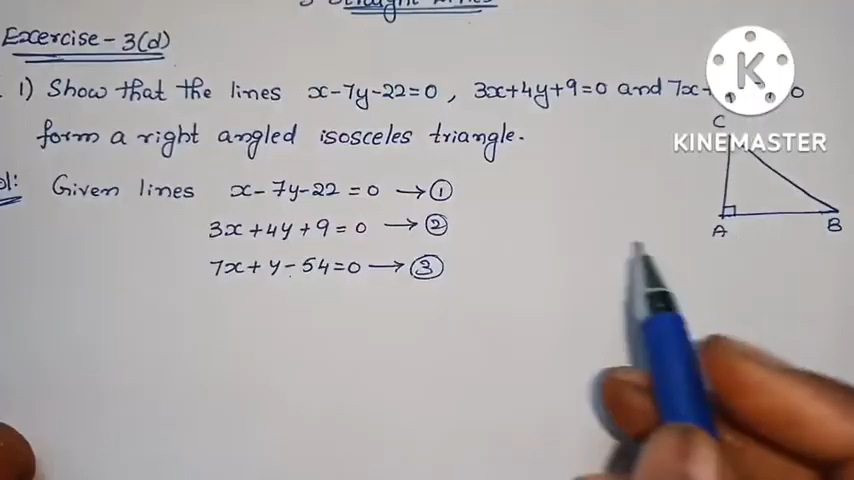 Excercise - 3(d)
1) Show that the lines x-7y-22=0, 3x+4y+9=0 and 7x+ 0
form a right angled isosceles triangle.
Given lines x-7y-22=0 → ①
3x+4y+9=0 → ②
7x+y-54=0 → ③
C
A
B
K
KINEMASTER